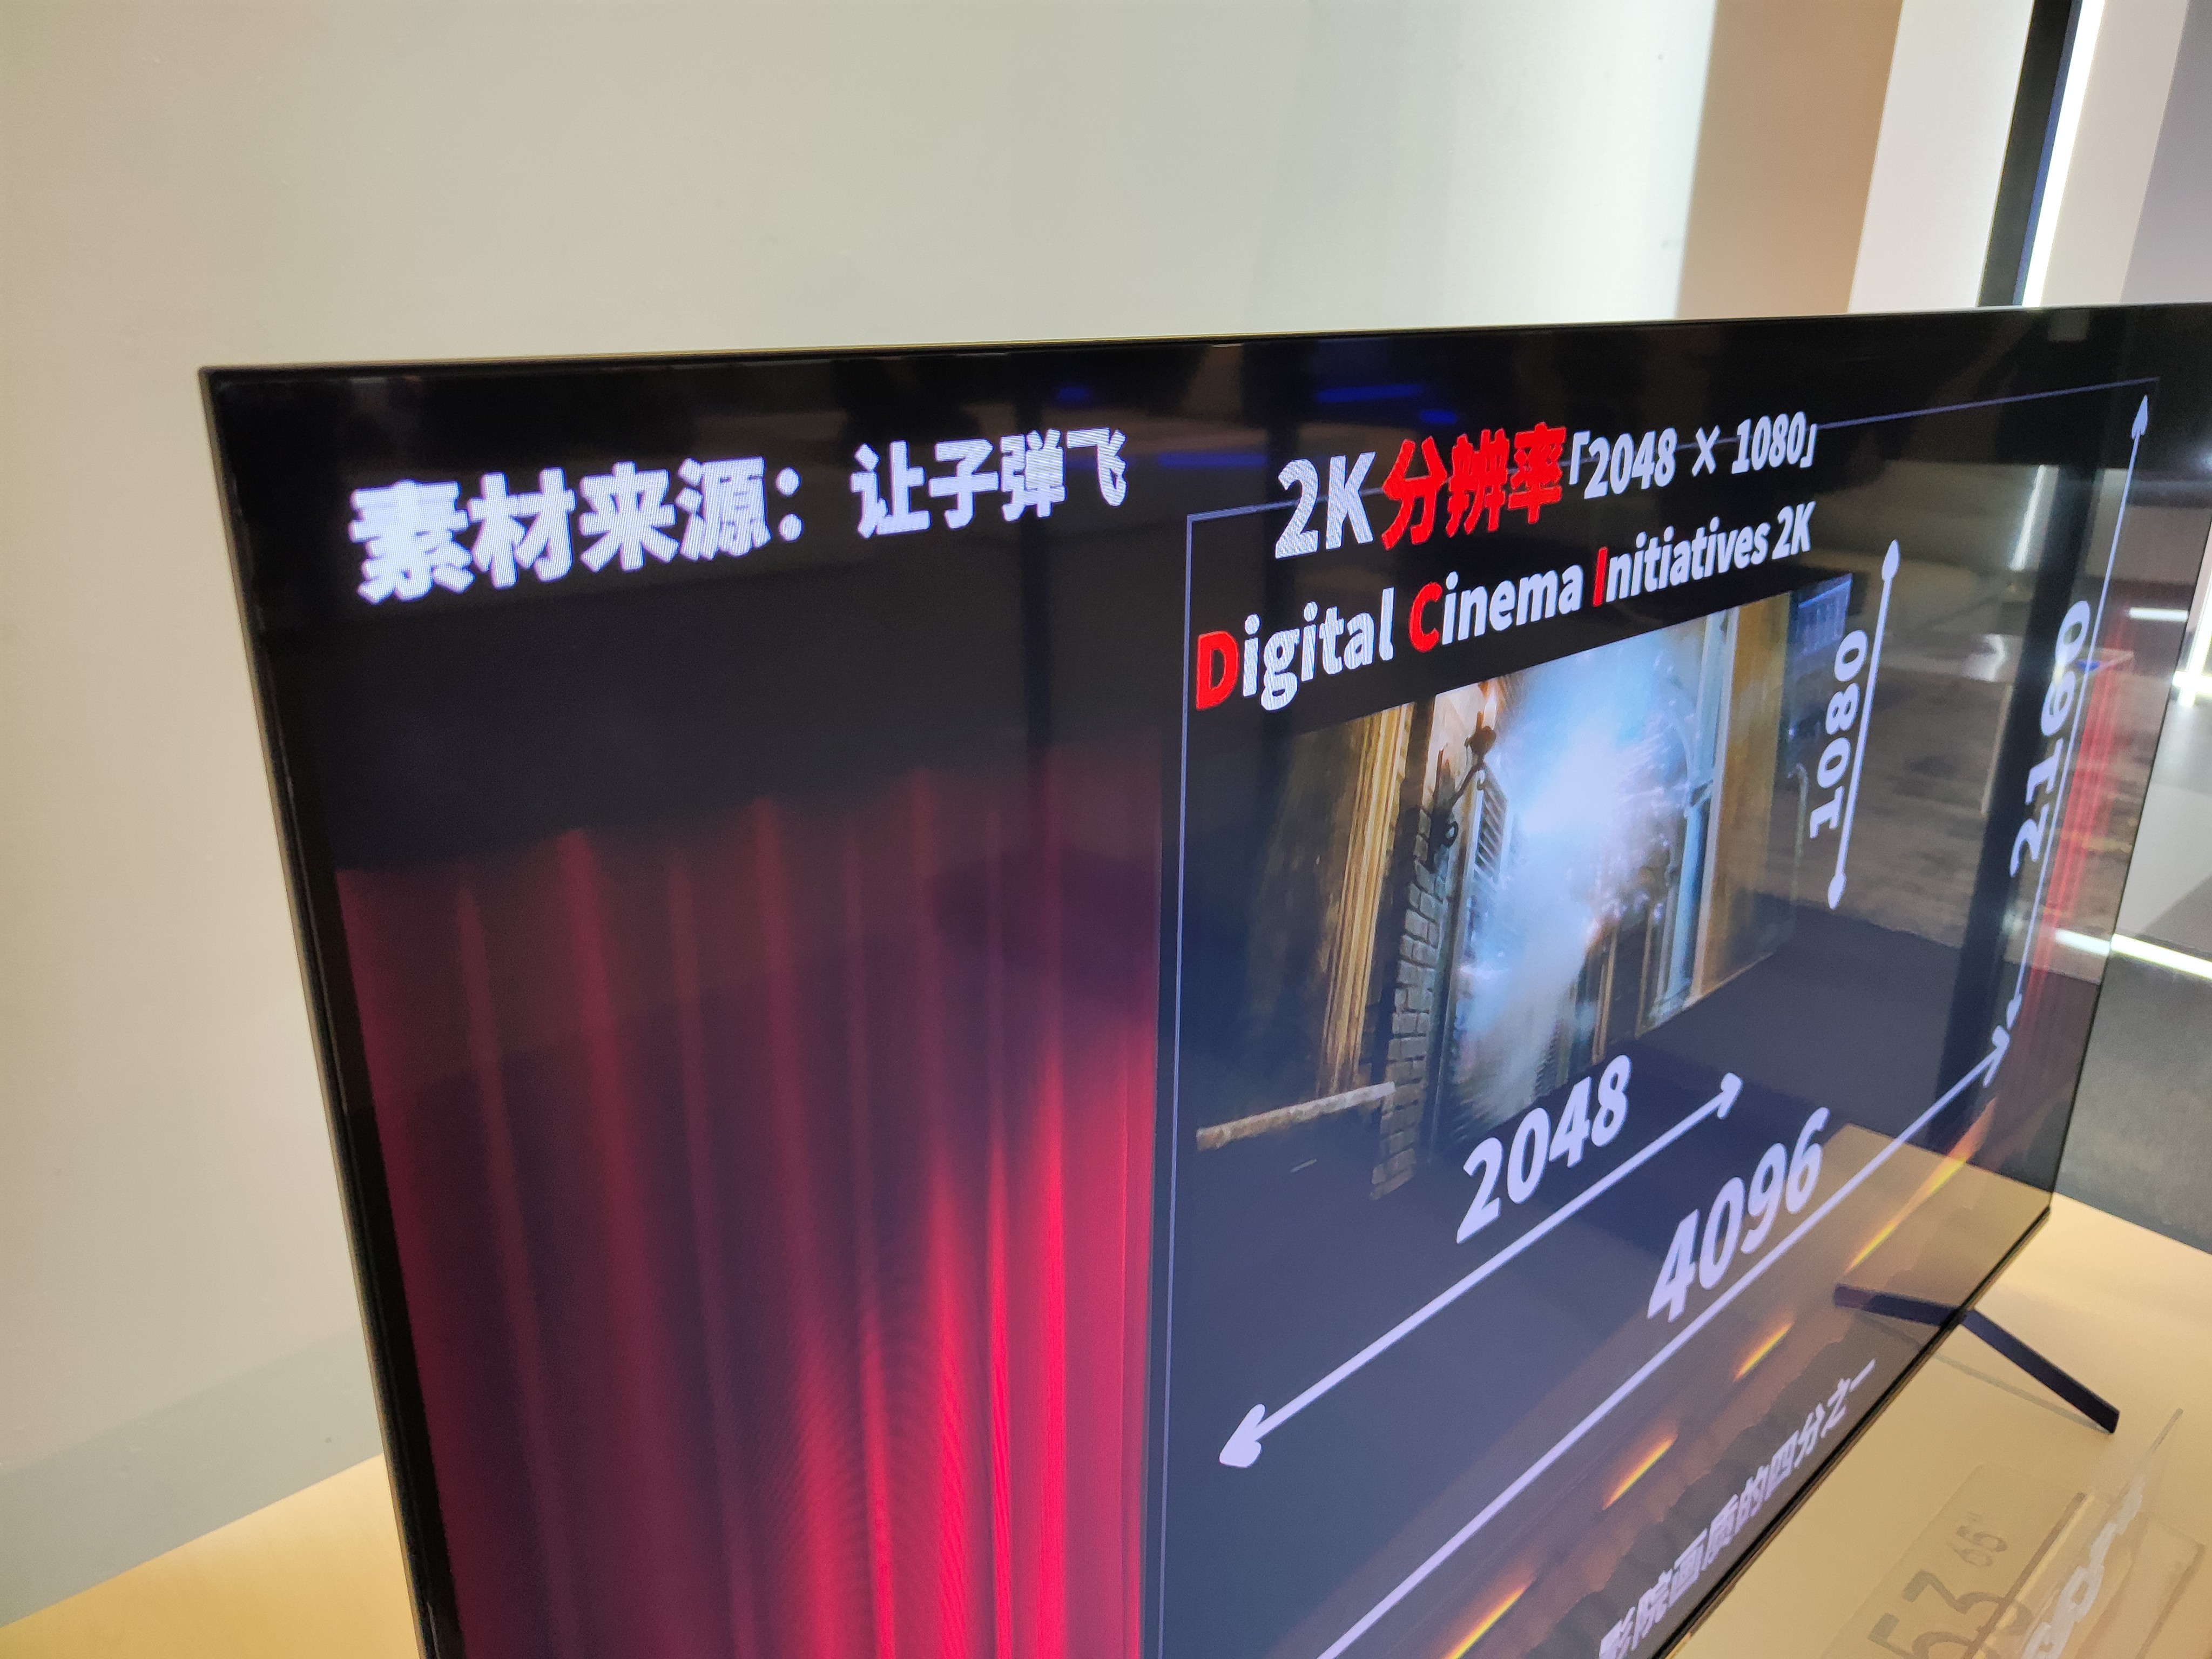 素材来源：让子弹飞
2K分辨率「2048 × 1080」
Digital Cinema Initiatives 2K
1080
2160
2048
4096
影院画质的四分之一
65"